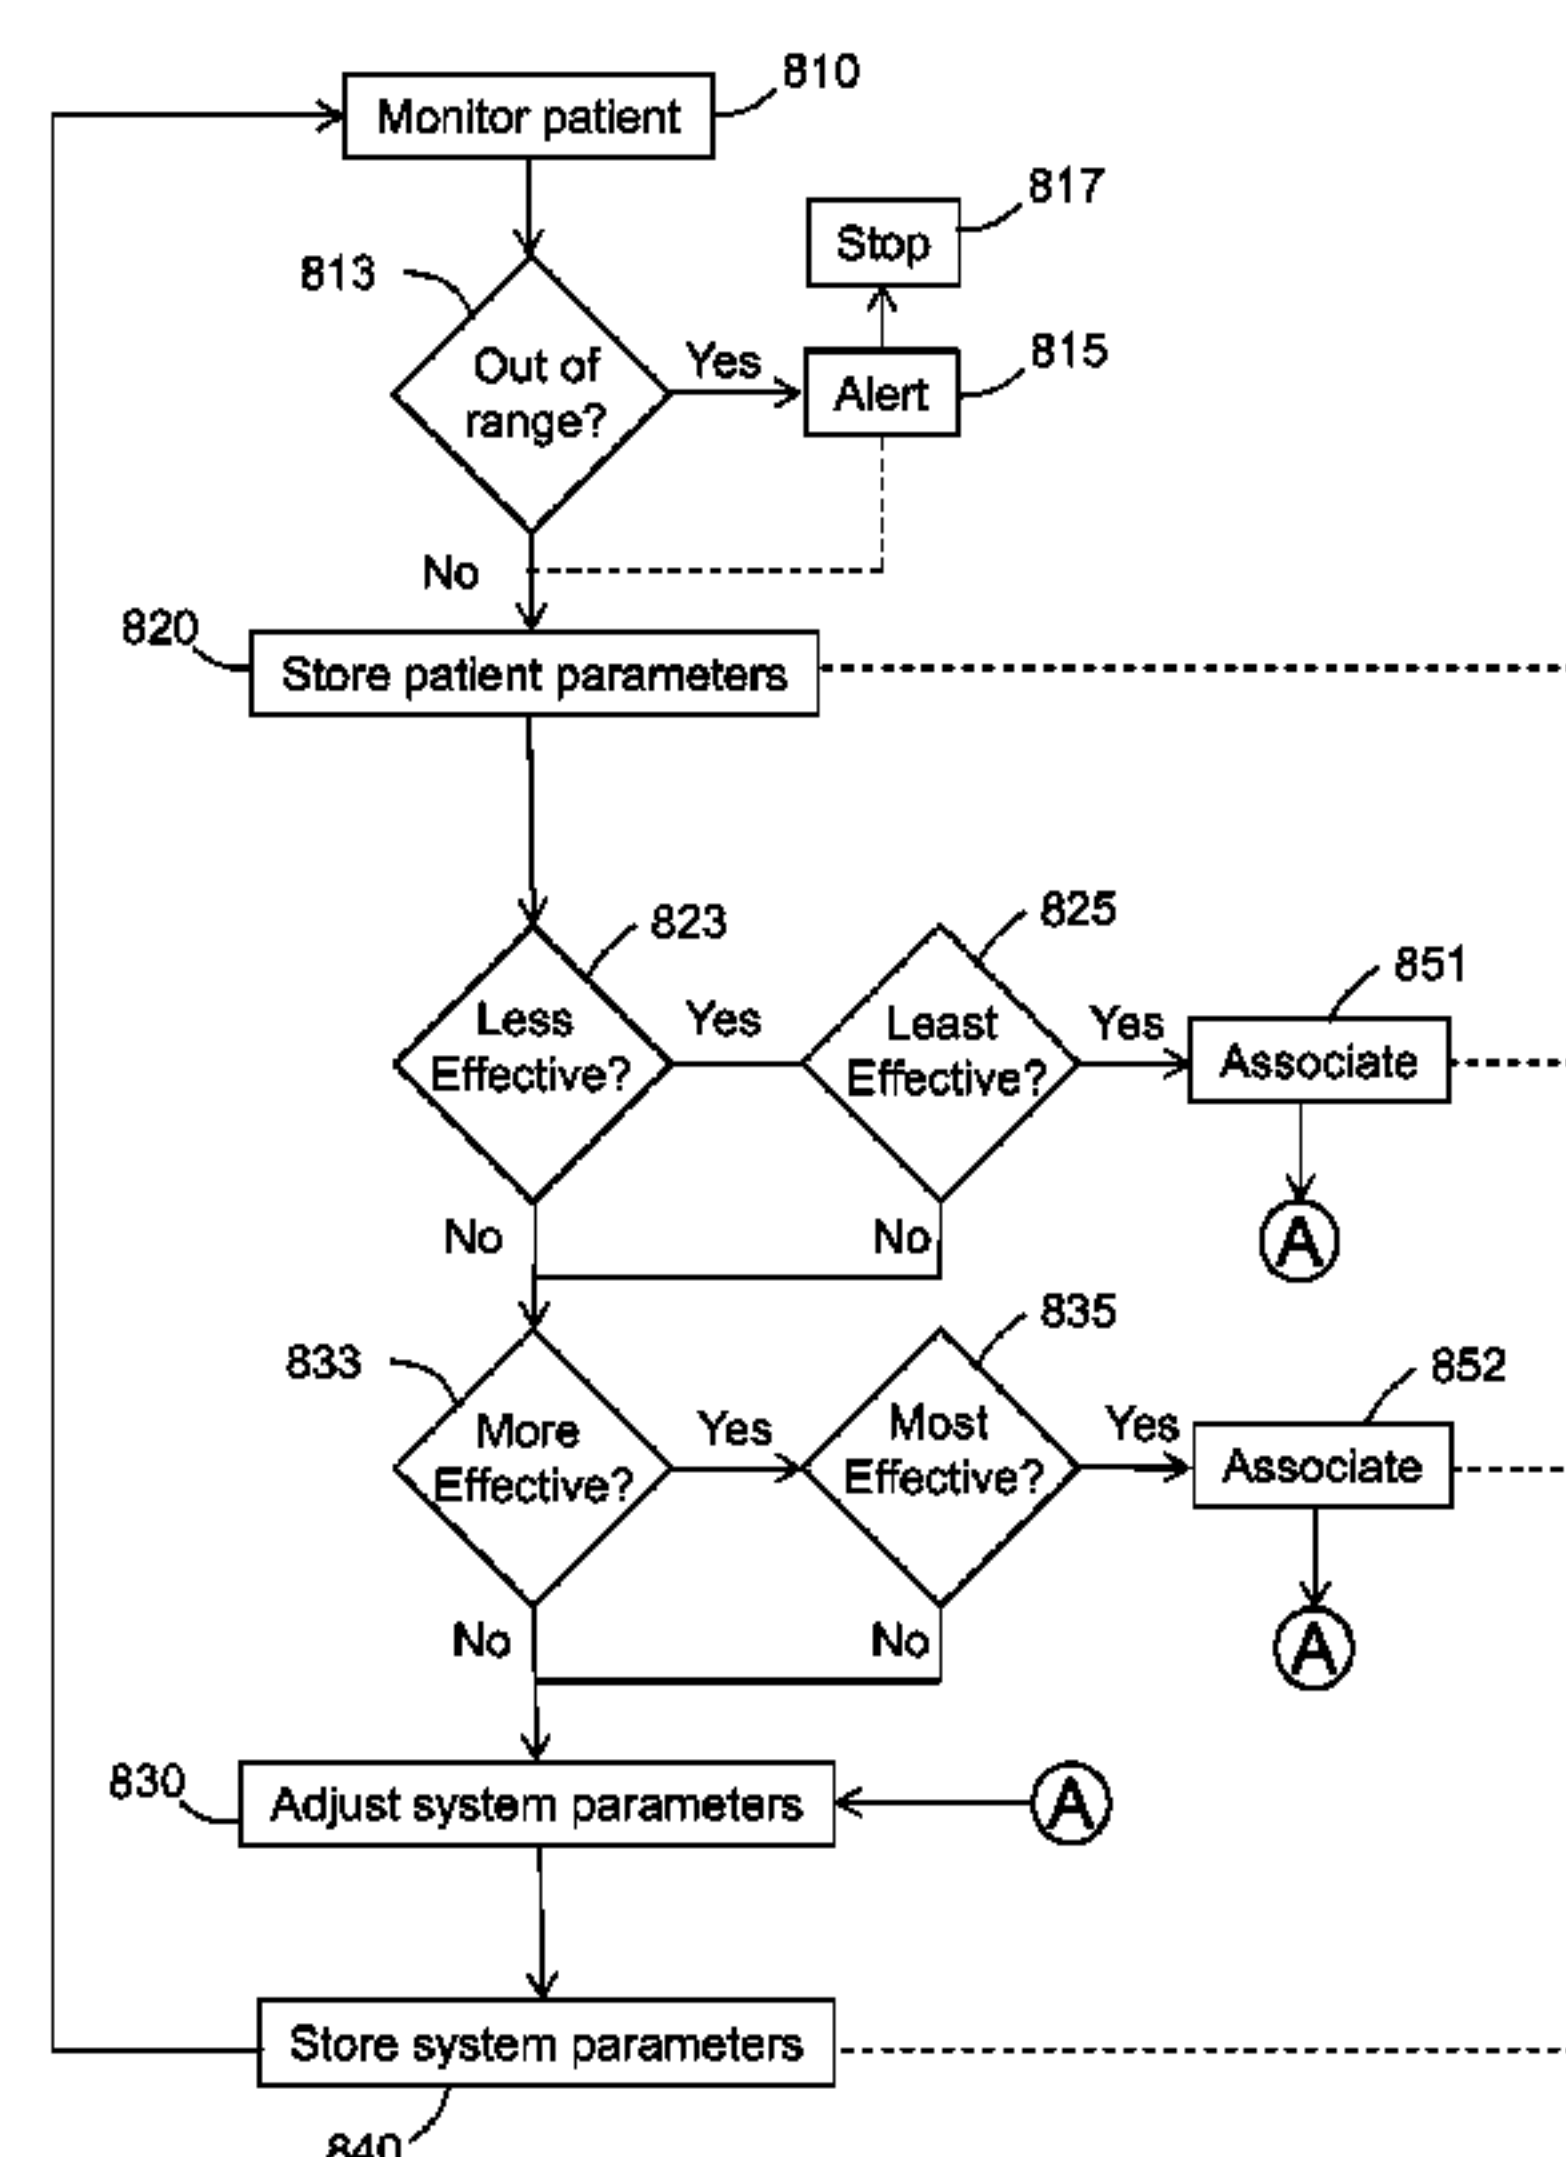 810
Monitor patient
817
Stop
813
Out of
range?
Yes
815
Alert
No
820
Store patient parameters
823
825
851
Less
Effective?
Yes
Least
Effective?
Yes
Associate
No
No
A
833
835
852
More
Effective?
Yes
Most
Effective?
Yes
Associate
No
No
A
830
Adjust system parameters
A
Store system parameters
840